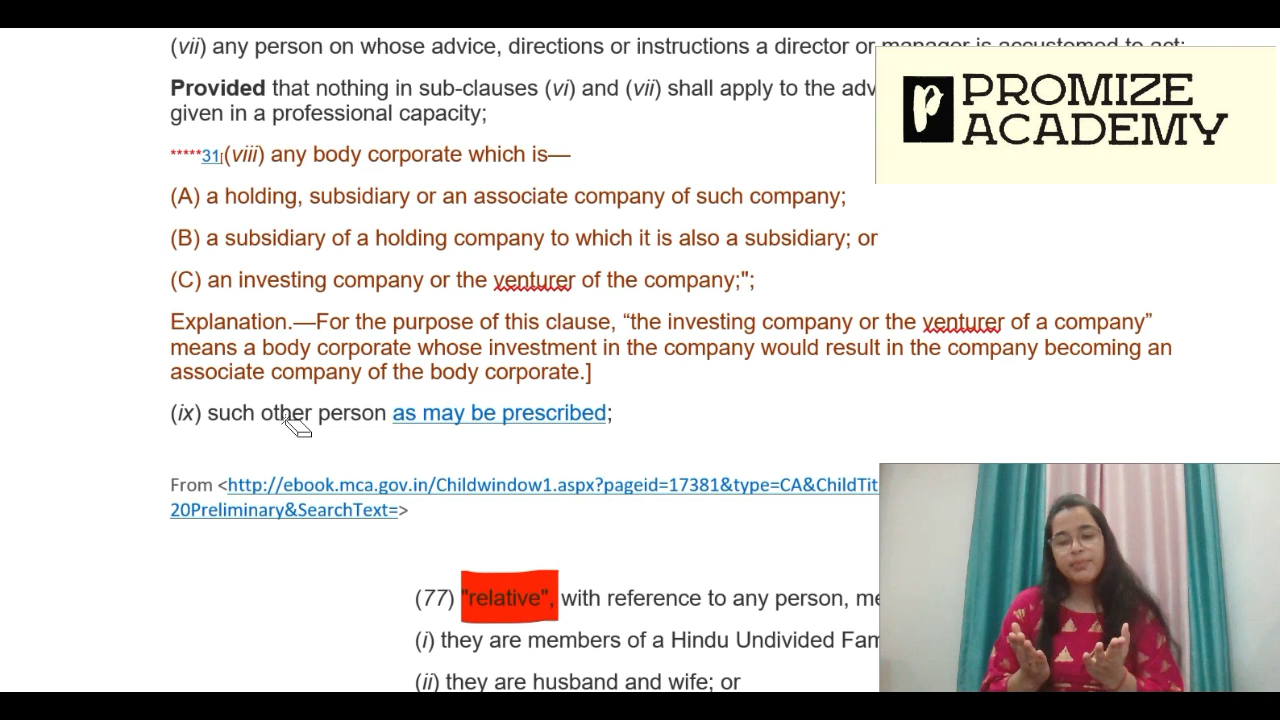 (vii) any person on whose advice, directions or instructions a director or manager is accustomed to act:
Provided that nothing in sub-clauses (vi) and (vii) shall apply to the adv
given in a professional capacity;
*****31[(viii) any body corporate which is—
(A) a holding, subsidiary or an associate company of such company;
(B) a subsidiary of a holding company to which it is also a subsidiary; or
(C) an investing company or the venturer of the company;";
Explanation.—For the purpose of this clause, “the investing company or the venturer of a company”
means a body corporate whose investment in the company would result in the company becoming an
associate company of the body corporate.]
(ix) such other person as may be prescribed;
From <http://ebook.mca.gov.in/Childwindow1.aspx?pageid=17381&type=CA&ChildTit
20Preliminary&SearchText=>
(77) "relative", with reference to any person, me
(i) they are members of a Hindu Undivided Fam
(ii) they are husband and wife; or
p PROMIZE
ACADEMY